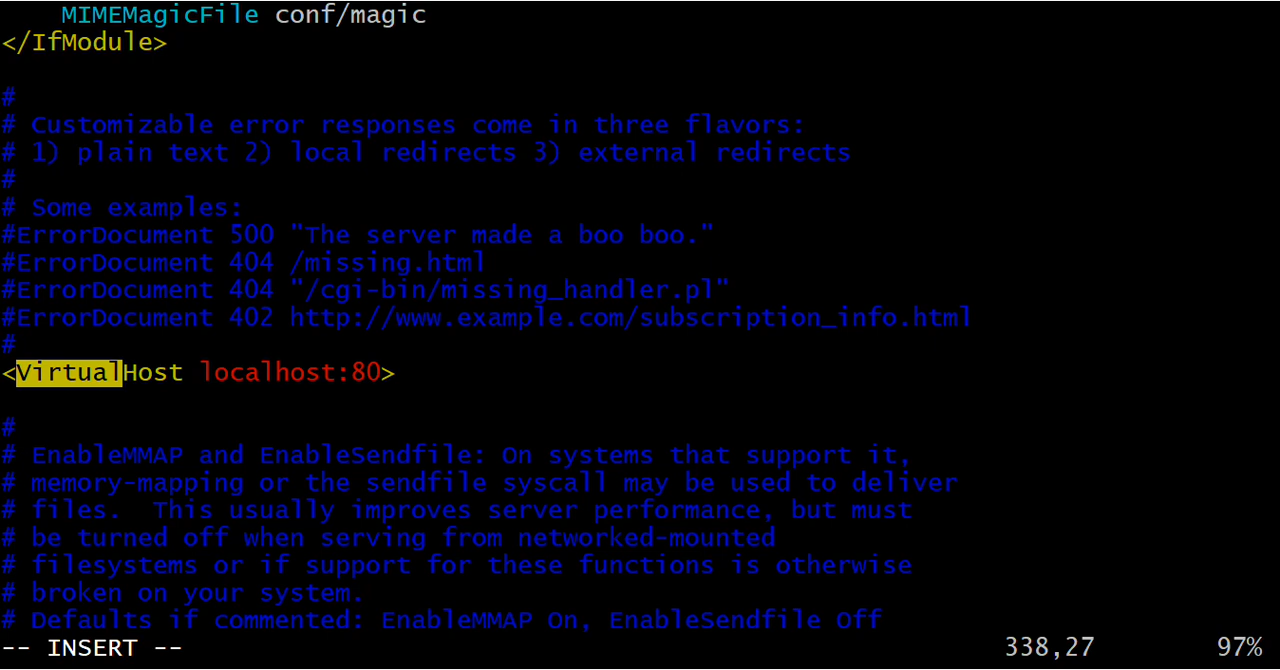 MIMEMagicFile conf/magic
</IfModule>
#
# Customizable error responses come in three flavors:
# 1) plain text 2) local redirects 3) external redirects
#
# Some examples:
#ErrorDocument 500 "The server made a boo boo."
#ErrorDocument 404 /missing.html
#ErrorDocument 404 "/cgi-bin/missing_handler.pl"
#ErrorDocument 402 http://www.example.com/subscription_info.html
#
<VirtualHost localhost:80>
#
# EnableMMAP and EnableSendfile: On systems that support it,
# memory-mapping or the sendfile syscall may be used to deliver
# files.  This usually improves server performance, but must
# be turned off when serving from networked-mounted
# filesystems or if support for these functions is otherwise
# broken on your system.
# Defaults if commented: EnableMMAP On, EnableSendfile Off
-- INSERT -- 338,27 97%